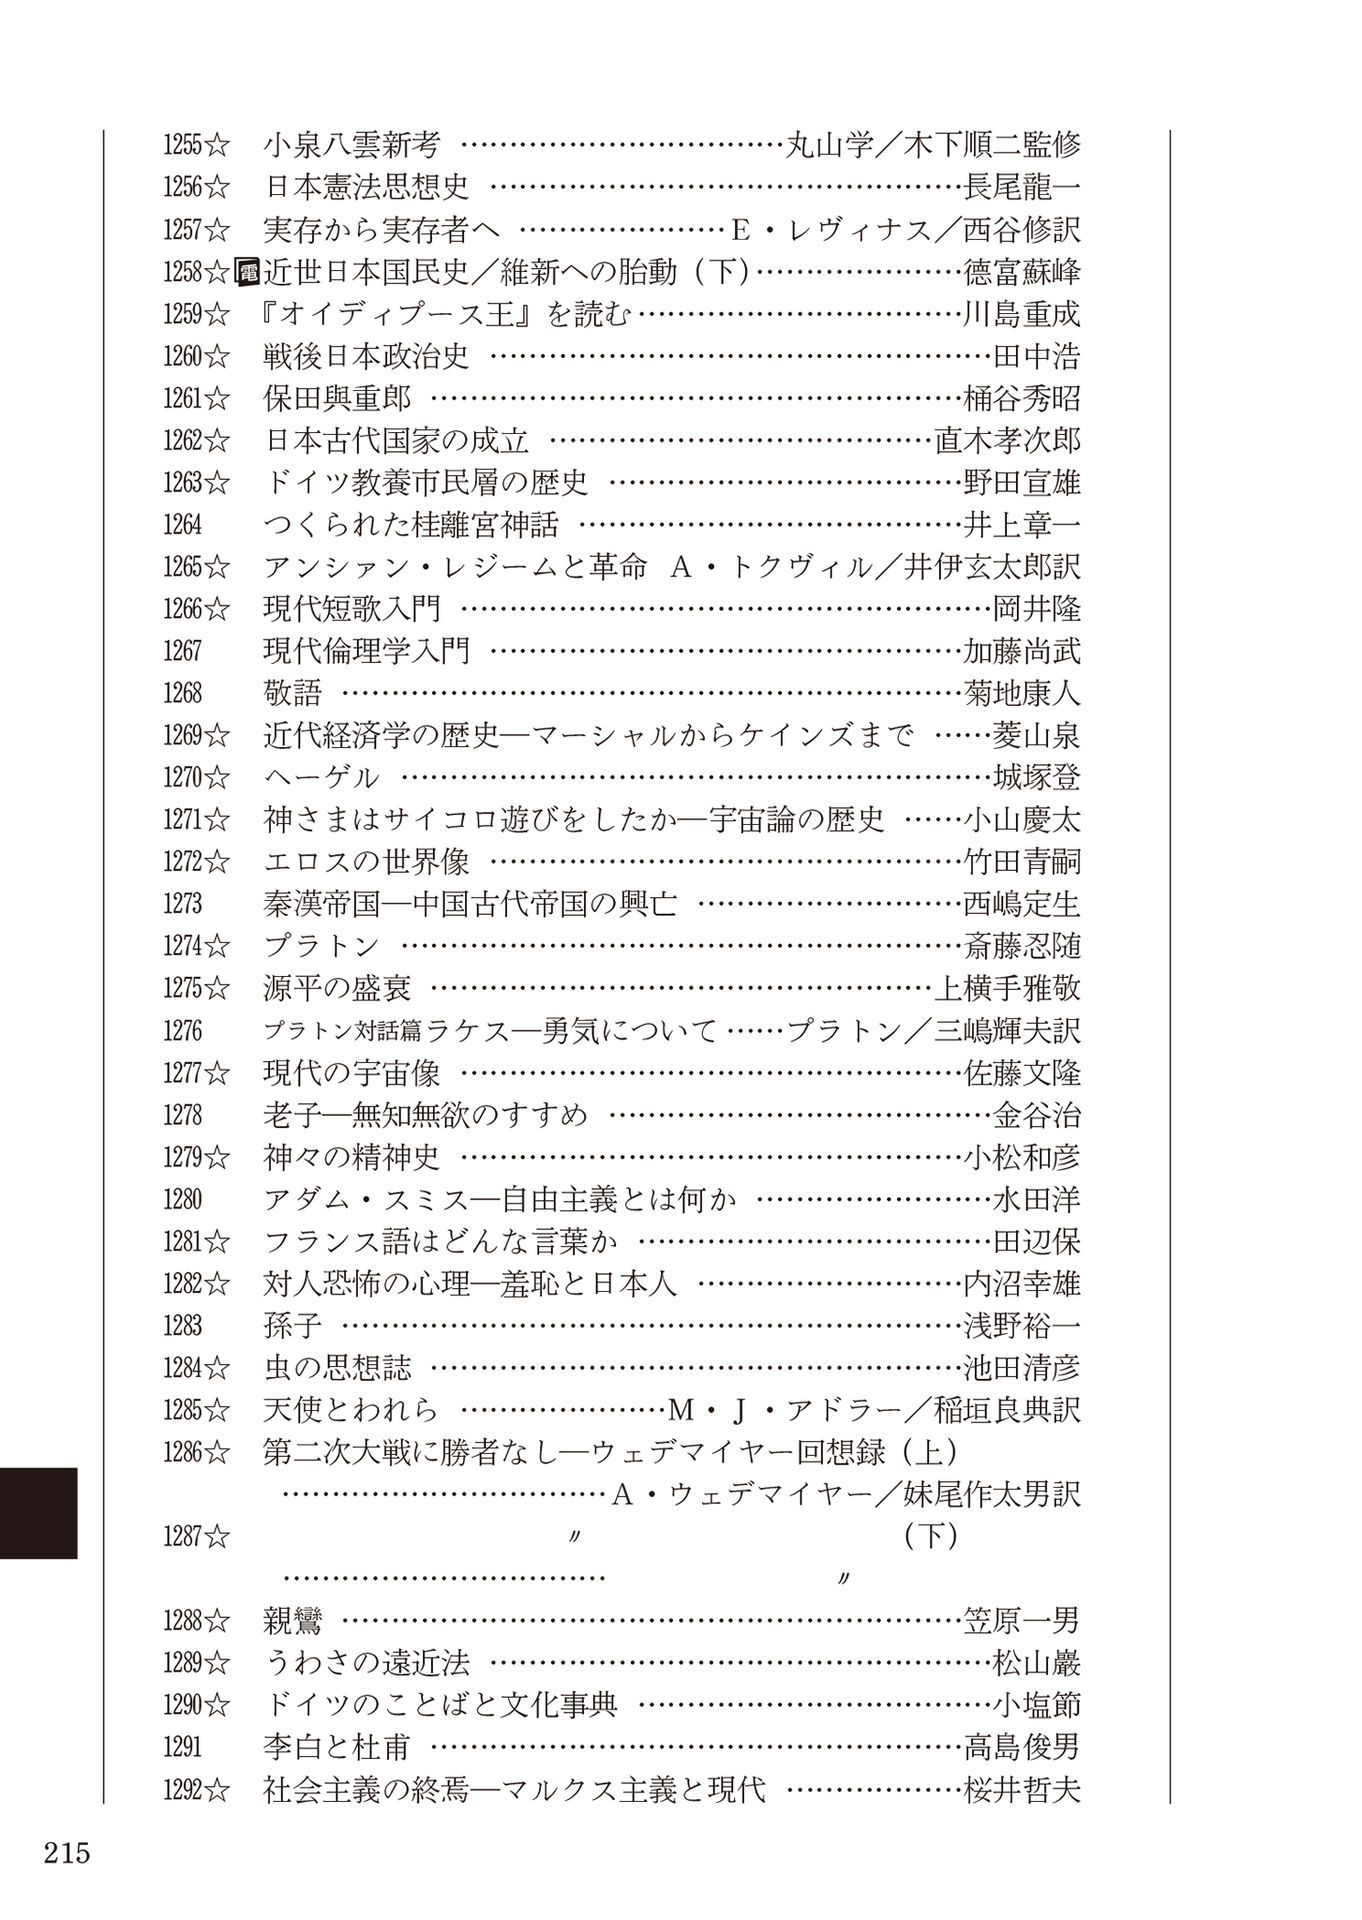 1255☆ 小泉八雲新考 ………………………………丸山学／木下順二監修
1256☆ 日本憲法思想史 ……………………………………………長尾龍一
1257☆ 実存から実存者へ …………………E・レヴィナス／西谷修訳
1258☆電近世日本国民史／維新への胎動（下）…………………徳富蘇峰
1259☆ 『オイディプース王』を読む……………………………川島重成
1260☆ 戦後日本政治史 ………………………………………………田中浩
1261☆ 保田與重郎 …………………………………………………桶谷秀昭
1262☆ 日本古代国家の成立 …………………………………直木孝次郎
1263☆ ドイツ教養市民層の歴史 ………………………………野田宣雄
1264 つくられた桂離宮神話 …………………………………井上章一
1265☆ アンシァン・レジームと革命 A・トクヴィル／井伊玄太郎訳
1266☆ 現代短歌入門 …………………………………………………岡井隆
1267 現代倫理学入門 ……………………………………………加藤尚武
1268 敬語 …………………………………………………………菊地康人
1269☆ 近代経済学の歴史―マーシャルからケインズまで ……菱山泉
1270☆ ヘーゲル ………………………………………………………城塚登
1271☆ 神さまはサイコロ遊びをしたか―宇宙論の歴史 ……小山慶太
1272☆ エロスの世界像 ……………………………………………竹田青嗣
1273 秦漢帝国―中国古代帝国の興亡 ………………………西嶋定生
1274☆ プラトン ……………………………………………………斎藤忍随
1275☆ 源平の盛衰 ………………………………………………上横手雅敬
1276 プラトン対話篇ラケス―勇気について ……プラトン／三嶋輝夫訳
1277☆ 現代の宇宙像 ………………………………………………佐藤文隆
1278 老子―無知無欲のすすめ …………………………………金谷治
1279☆ 神々の精神史 ………………………………………………小松和彦
1280 アダム・スミス―自由主義とは何か ……………………水田洋
1281☆ フランス語はどんな言葉か ………………………………田辺保
1282☆ 対人恐怖の心理―羞恥と日本人 ………………………内沼幸雄
1283 孫子 …………………………………………………………浅野裕一
1284☆ 虫の思想誌 …………………………………………………池田清彦
1285☆ 天使とわれら …………………M・J・アドラー／稲垣良典訳
1286☆ 第二次大戦に勝者なし―ウェデマイヤー回想録（上）
……………………………A・ウェデマイヤー／妹尾作太男訳
1287☆ 〃 （下）
…………………………… 〃
1288☆ 親鸞 …………………………………………………………笠原一男
1289☆ うわさの遠近法 ………………………………………………松山巖
1290☆ ドイツのことばと文化事典 ………………………………小塩節
1291 李白と杜甫 …………………………………………………高島俊男
1292☆ 社会主義の終焉―マルクス主義と現代 ………………桜井哲夫
215